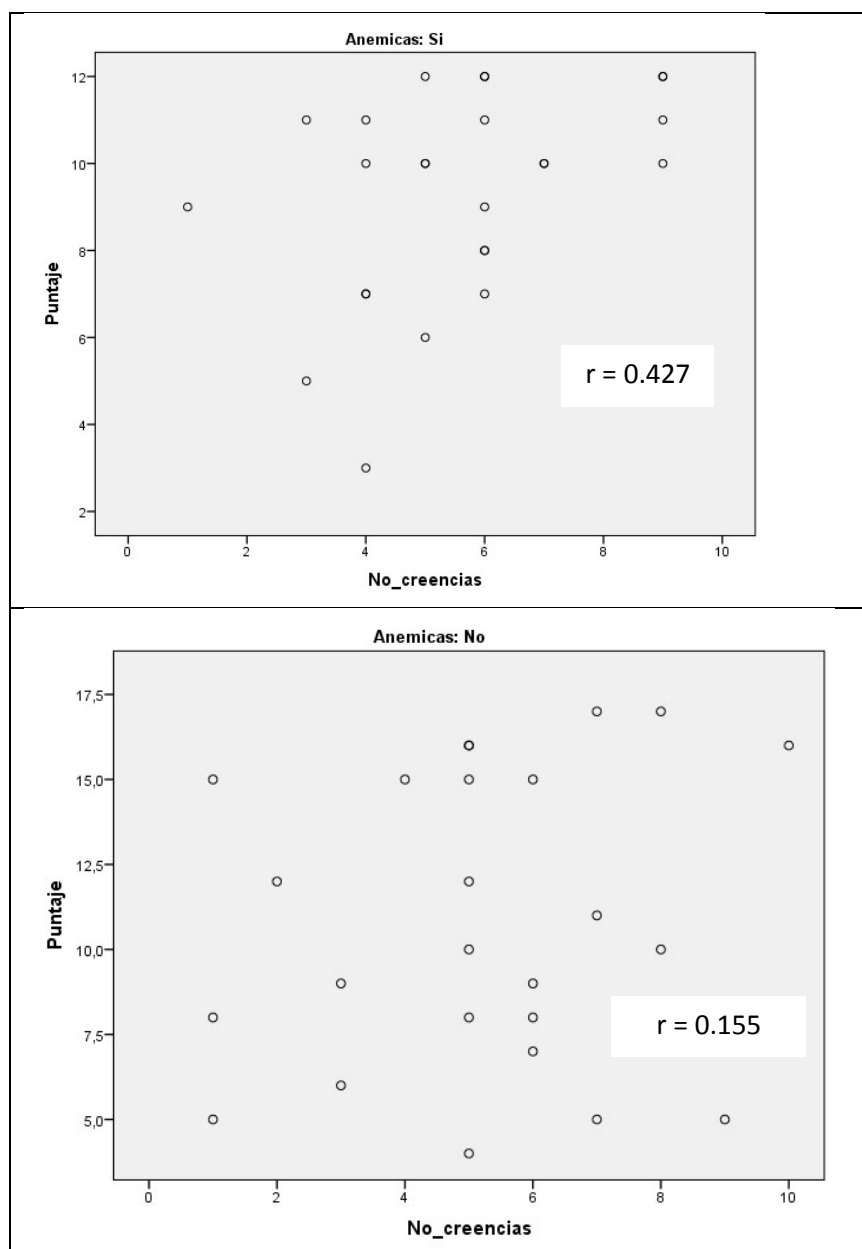 Anemicas: Si
12
10
8
6
4
2
Puntaje
r = 0.427
0 2 4 6 8 10
No_creencias
Anemicas: No
17,5
15,0
12,5
10,0
7,5
5,0
Puntaje
r = 0.155
0 2 4 6 8 10
No_creencias